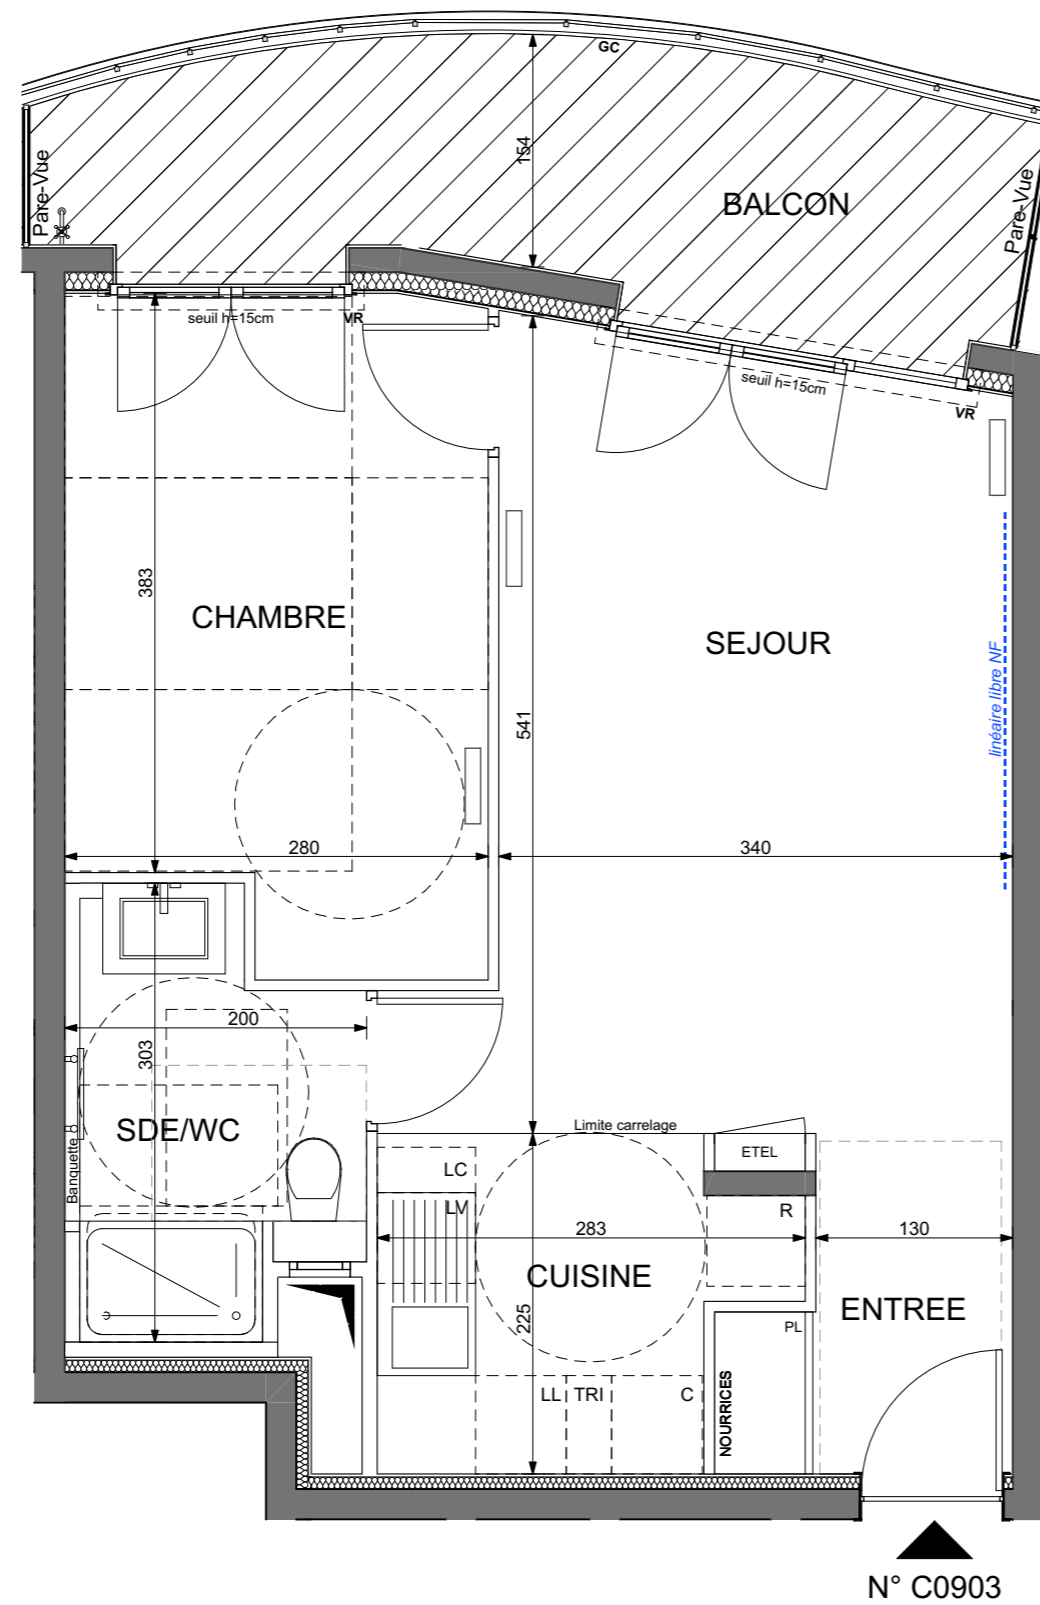 GC
154
BALCON
Pare-Vue
Pare-Vue
seuil h=15cm
VR
seuil h=15cm
VR
383
CHAMBRE
SEJOUR
linéaire libre NF
541
280
340
200
303
SDE/WC
Banquette
Limite carrelage
ETEL
LC
LV
R
283
130
CUISINE
225
ENTREE
PL
NOURRICES
LL
TRI
C
N° C0903